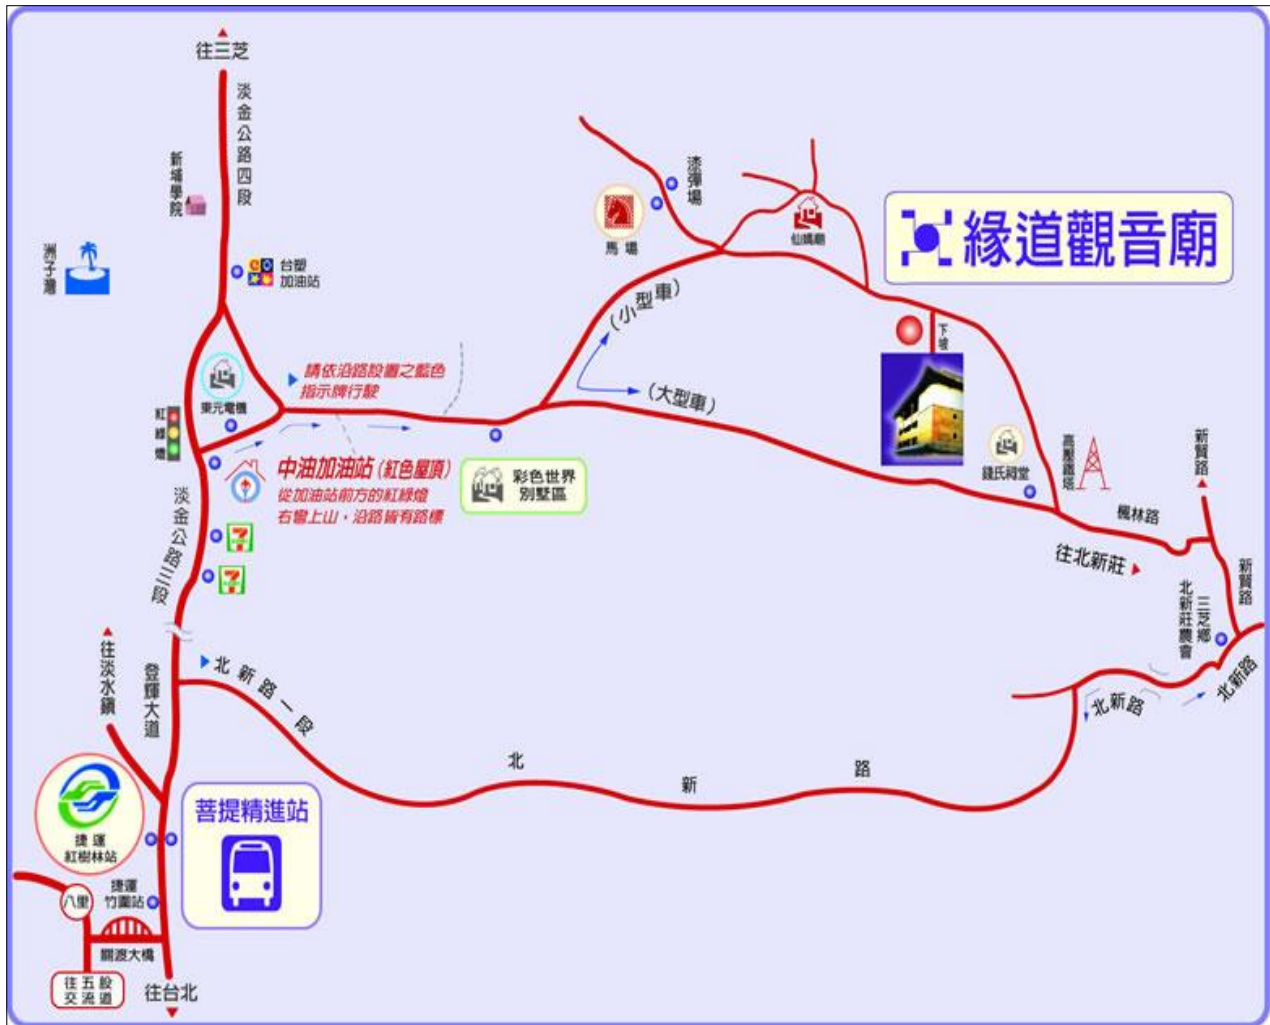 往三芝
淡金公路四段
新埔學院
洲子灣
台塑
加油站
漆彈場
馬場
仙媽廟
緣道觀音廟
(小型車)
(大型車)
下坡
請依沿路設置之藍色
指示牌行駛
東元電機
紅綠燈
中油加油站(紅色屋頂)
從加油站前方的紅綠燈
右彎上山,沿路皆有路標
彩色世界
別墅區
錢氏祠堂
高壓鐵塔
新賢路
楓林路
往北新莊
新賢路
三芝鄉
北新莊農會
北新路
北新路
淡金公路三段
往淡水鎮
登輝大道
北新路一段
北新路
捷運
紅樹林站
菩提精進站
捷運
竹圍站
八里
關渡大橋
往五股
交流道
往台北